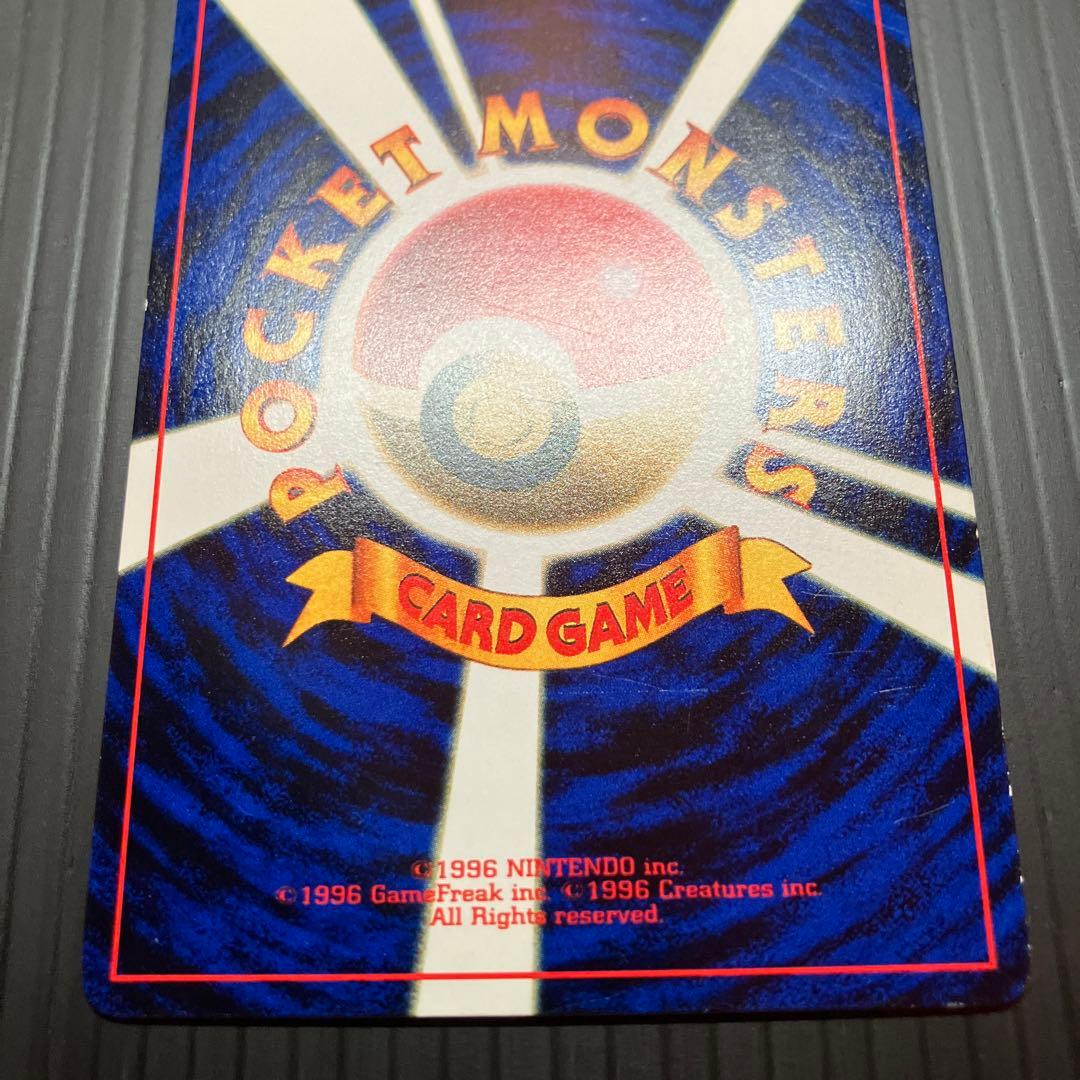 POCKET MONSTERS
CARD GAME
©1996 NINTENDO inc.
©1996 GameFreak inc. ©1996 Creatures inc.
All Rights reserved.